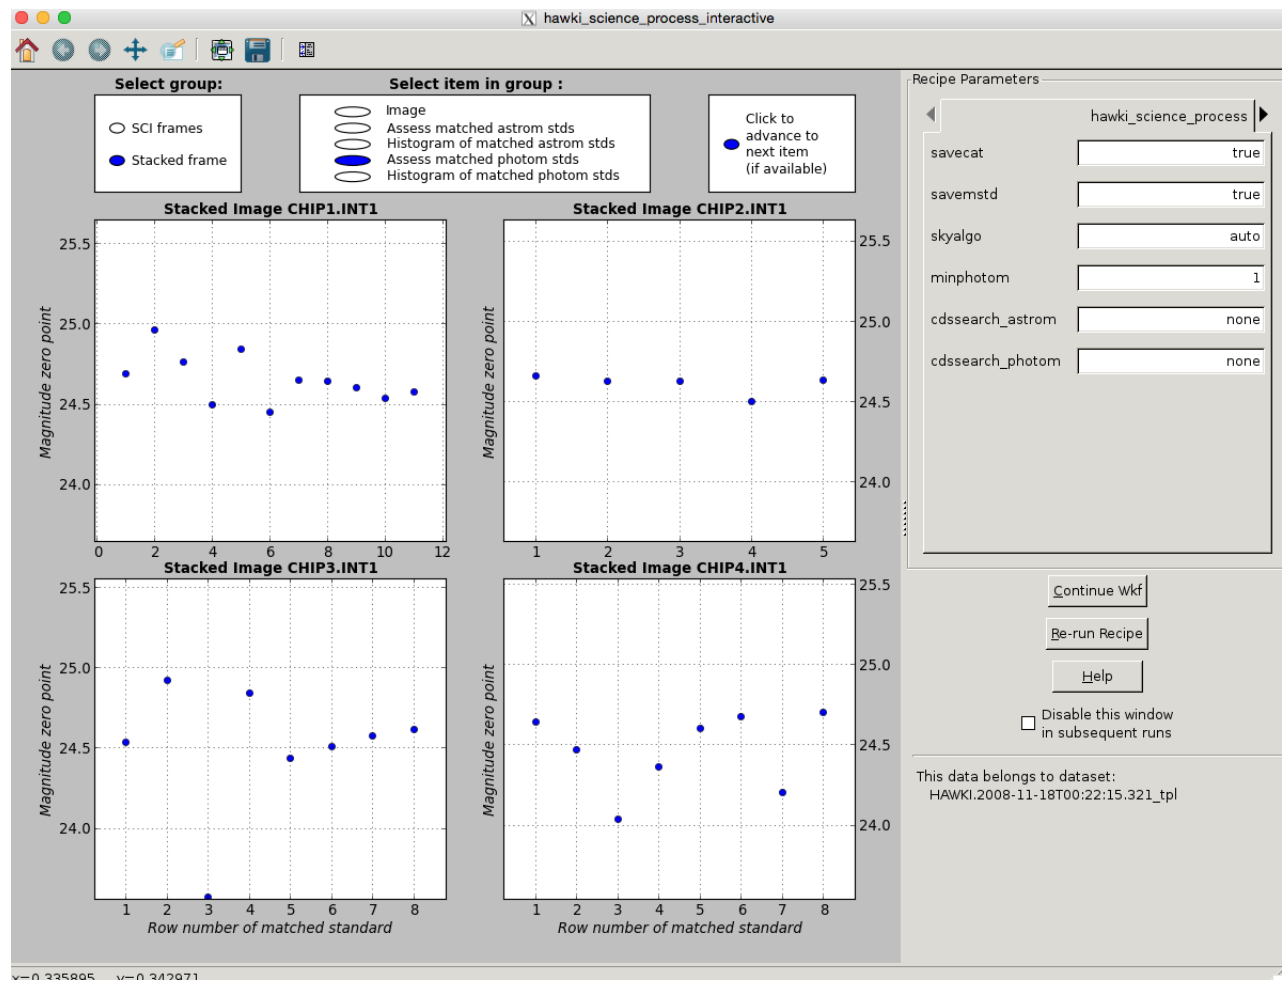 hawki_science_process_interactive
Select group:
SCI frames
Stacked frame
Select item in group :
Image
Assess matched astrom stds
Histogram of matched astrom stds
Assess matched photom stds
Histogram of matched photom stds
Click to
advance to
next item
(if available)
Stacked Image CHIP1.INT1
25.5
25.0
24.5
24.0
Magnitude zero point
0 2 4 6 8 10 12
Stacked Image CHIP2.INT1
25.5
25.0
24.5
24.0
Magnitude zero point
1 2 3 4 5
Stacked Image CHIP3.INT1
25.5
25.0
24.5
24.0
Magnitude zero point
1 2 3 4 5 6 7 8
Row number of matched standard
Stacked Image CHIP4.INT1
25.5
25.0
24.5
24.0
Magnitude zero point
1 2 3 4 5 6 7 8
Row number of matched standard
Recipe Parameters
hawki_science_process
savecat true
savemstd true
skyalgo auto
minphotom 1
cdssearch_astrom none
cdssearch_photom none
Continue Wkf
Re-run Recipe
Help
Disable this window
in subsequent runs
This data belongs to dataset:
HAWKI.2008-11-18T00:22:15.321_tpl
x=0.335895 y=0.342971